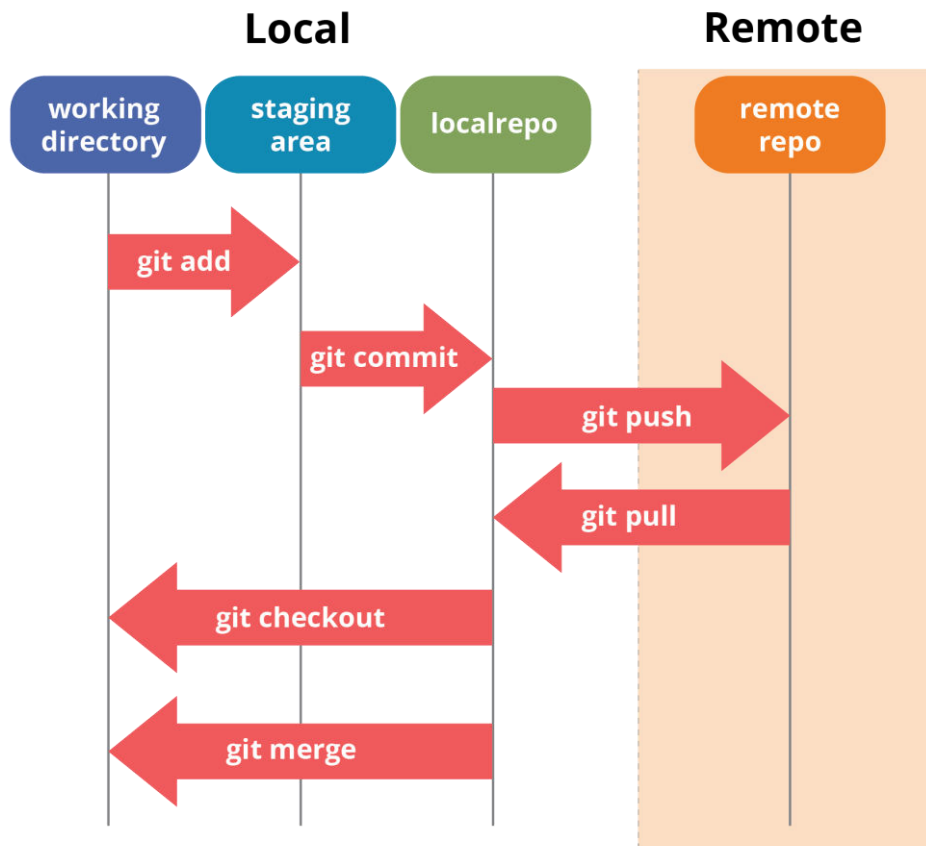 Local
Remote
working
directory
staging
area
localrepo
remote
repo
git add
git commit
git push
git pull
git checkout
git merge